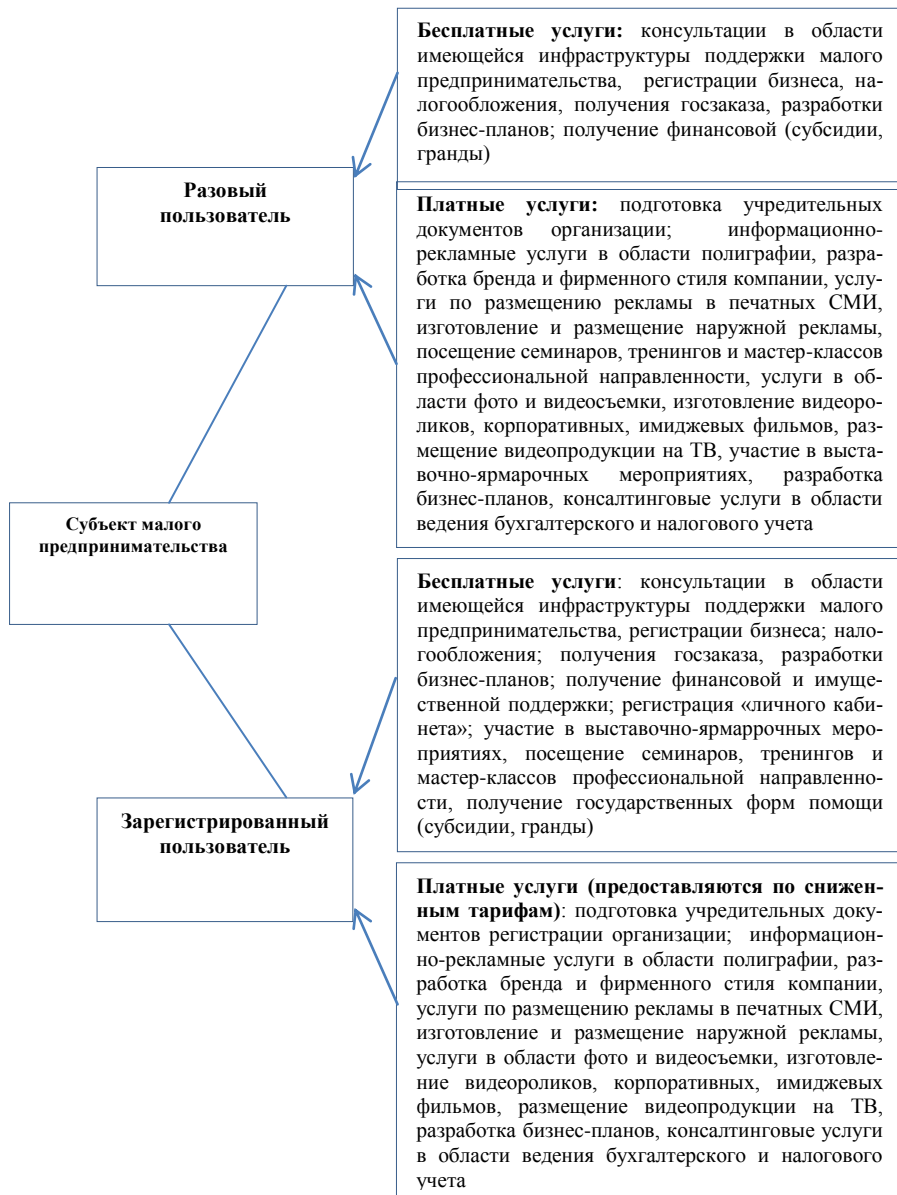 Бесплатные услуги: консультации в области
имеющейся инфраструктуры поддержки малого
предпринимательства, регистрации бизнеса, на-
логообложения, получения госзаказа, разработки
бизнес-планов; получение финансовой (субсидии,
гранды)
Разовый
пользователь
Платные услуги: подготовка учредительных
документов организации; информационно-
рекламные услуги в области полиграфии, разра-
ботка бренда и фирменного стиля компании, услу-
ги по размещению рекламы в печатных СМИ,
изготовление и размещение наружной рекламы,
посещение семинаров, тренингов и мастер-классов
профессиональной направленности, услуги в об-
ласти фото и видеосъемки, изготовление видеоро-
ликов, корпоративных, имиджевых фильмов, раз-
мещение видеопродукции на ТВ, участие в выста-
вочно-ярмарочных мероприятиях, разработка
бизнес-планов, консалтинговые услуги в области
ведения бухгалтерского и налогового учета
Субъект малого
предпринимательства
Бесплатные услуги: консультации в области
имеющейся инфраструктуры поддержки малого
предпринимательства, регистрации бизнеса; нало-
гообложения; получения госзаказа, разработки
бизнес-планов; получение финансовой и имуще-
ственной поддержки; регистрация «личного каби-
нета»; участие в выставочно-ярмаррочных меро-
приятиях, посещение семинаров, тренингов и
мастер-классов профессиональной направленно-
сти, получение государственных форм помощи
(субсидии, гранды)
Зарегистрированный
пользователь
Платные услуги (предоставляются по снижен-
ным тарифам): подготовка учредительных доку-
ментов регистрации организации; информацион-
но-рекламные услуги в области полиграфии, раз-
работка бренда и фирменного стиля компании,
услуги по размещению рекламы в печатных СМИ,
изготовление и размещение наружной рекламы,
услуги в области фото и видеосъемки, изготовле-
ние видеороликов, корпоративных, имиджевых
фильмов, размещение видеопродукции на ТВ,
разработка бизнес-планов, консалтинговые услуги
в области ведения бухгалтерского и налогового
учета